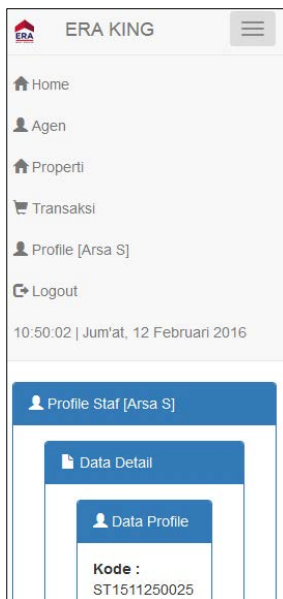 ERA
ERA KING
Home
Agen
Properti
Transaksi
Profile [Arsa S]
Logout
10:50:02 | Jum'at, 12 Februari 2016
Profile Staf [Arsa S]
Data Detail
Data Profile
Kode :
ST1511250025